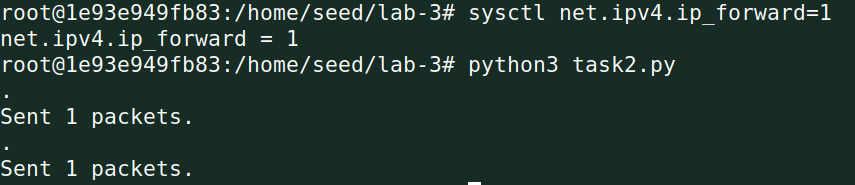 root@1e93e949fb83:/home/seed/lab-3# sysctl net.ipv4.ip_forward=1
net.ipv4.ip_forward = 1
root@1e93e949fb83:/home/seed/lab-3# python3 task2.py
.
Sent 1 packets.
.
Sent 1 packets.